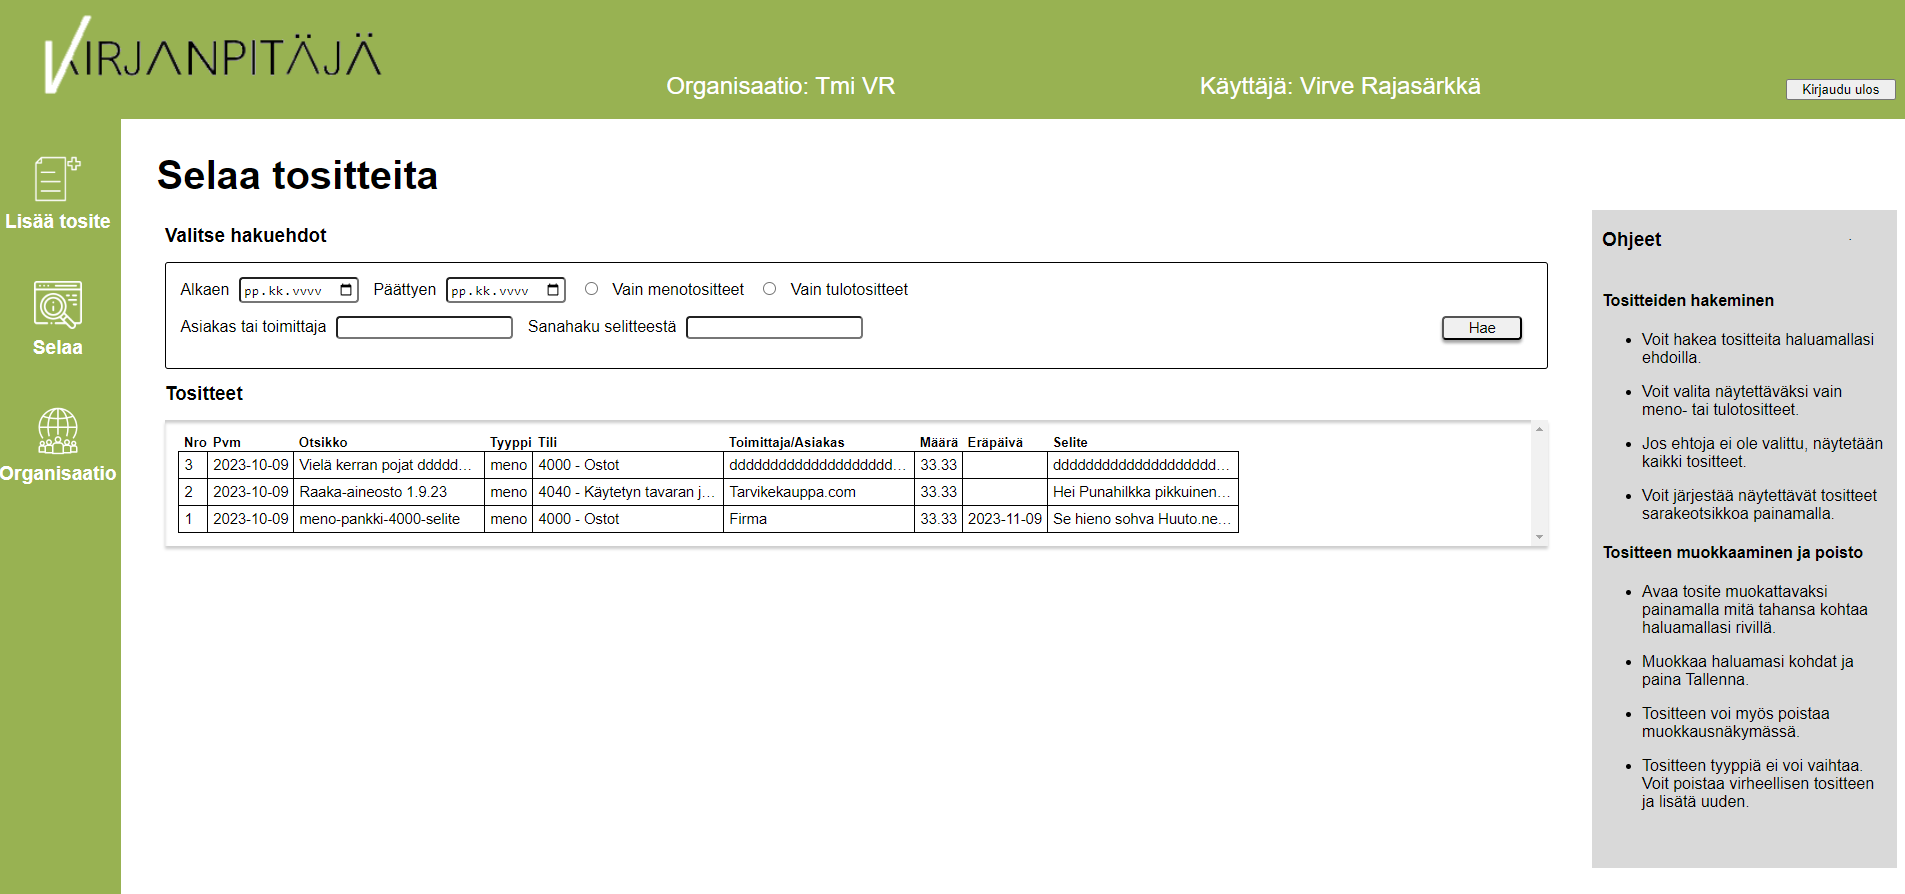 KIRJANPITÄJÄ
Organisaatio: Tmi VR
Käyttäjä: Virve Rajasärkkä
Kirjaudu ulos
Lisää tosite
Selaa
Organisaatio
Selaa tositteita
Valitse hakuehdot
Alkaen pp.kk.vvvv Päättyen pp.kk.vvvv Vain menotositteet Vain tulotositteet
Asiakas tai toimittaja Sanahaku selitteestä Hae
Tositteet
Nro Pvm Otsikko Tyyppi Tili Toimittaja/Asiakas Määrä Eräpäivä Selite
3 2023-10-09 Vielä kerran pojat ddddd... meno 4000 - Ostot dddddddddddddddddddd... 33.33 dddddddddddddddddddd...
2 2023-10-09 Raaka-aineosto 1.9.23 meno 4040 - Käytetyn tavaran j... Tarvikekauppa.com 33.33 Hei Punahilkka pikkuinen...
1 2023-10-09 meno-pankki-4000-selite meno 4000 - Ostot Firma 33.33 2023-11-09 Se hieno sohva Huuto.ne...
Ohjeet
Tositteiden hakeminen
• Voit hakea tositteita haluamallasi
ehdoilla.
• Voit valita näytettäväksi vain
meno- tai tulotositteet.
• Jos ehtoja ei ole valittu, näytetään
kaikki tositteet.
• Voit järjestää näytettävät tositteet
sarakeotsikkoa painamalla.
Tositteen muokkaaminen ja poisto
• Avaa tosite muokattavaksi
painamalla mitä tahansa kohtaa
haluamallasi rivillä.
• Muokkaa haluamasi kohdat ja
paina Tallenna.
• Tositteen voi myös poistaa
muokkausnäkymässä.
• Tositteen tyyppiä ei voi vaihtaa.
Voit poistaa virheellisen tositteen
ja lisätä uuden.